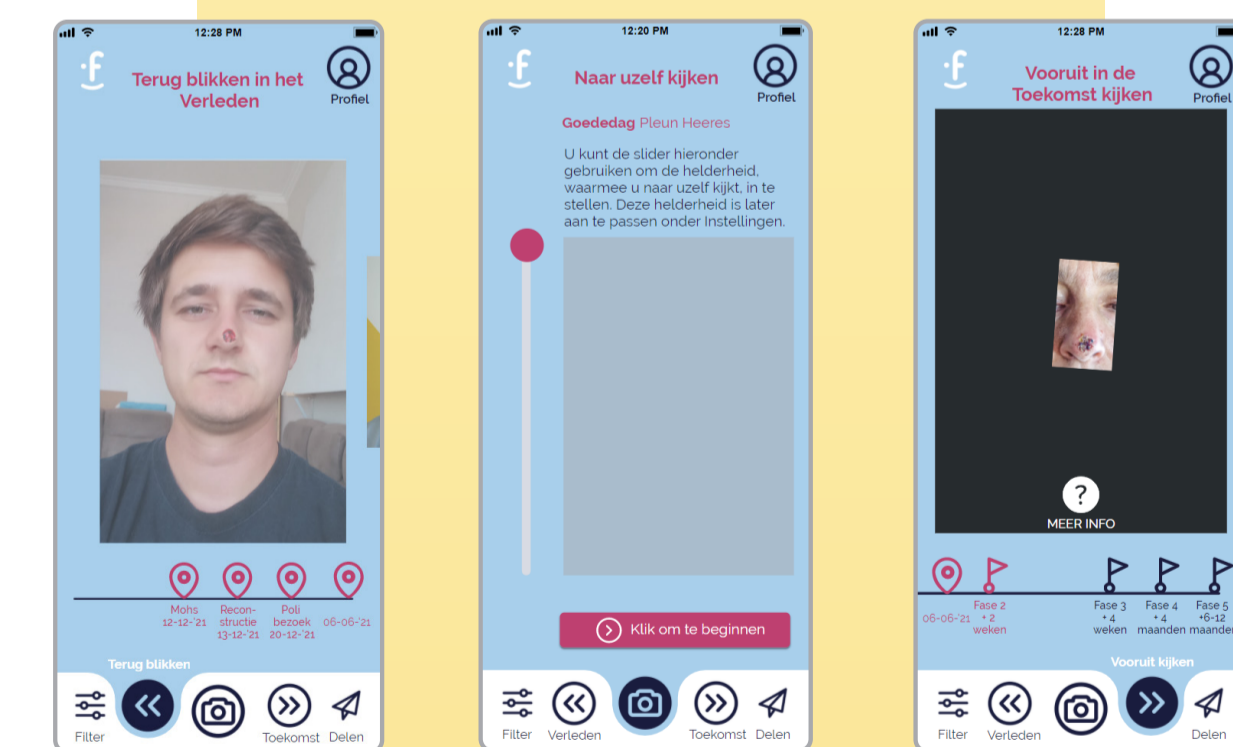 12:28 PM
·f
Terug blikken in het
Verleden
Profiel
Mohs
12-12-'21
Recon-
structie
13-12-'21
Poli
bezoek
20-12-'21
06-06-'21
Terug blikken
Filter
Toekomst
Delen
12:20 PM
·f
Naar uzelf kijken
Profiel
Goededag Pleun Heeres
U kunt de slider hieronder
gebruiken om de helderheid,
waarmee u naar uzelf kijkt, in te
stellen. Deze helderheid is later
aan te passen onder Instellingen.
Klik om te beginnen
Filter
Verleden
Toekomst
Delen
12:28 PM
·f
Vooruit in de
Toekomst kijken
Profiel
?
MEER INFO
06-06-'21
Fase 2
+ 2
weken
Fase 3
+ 4
weken
Fase 4
+ 4
maanden
Fase 5
+6-12
maanden
Vooruit kijken
Filter
Verleden
Delen